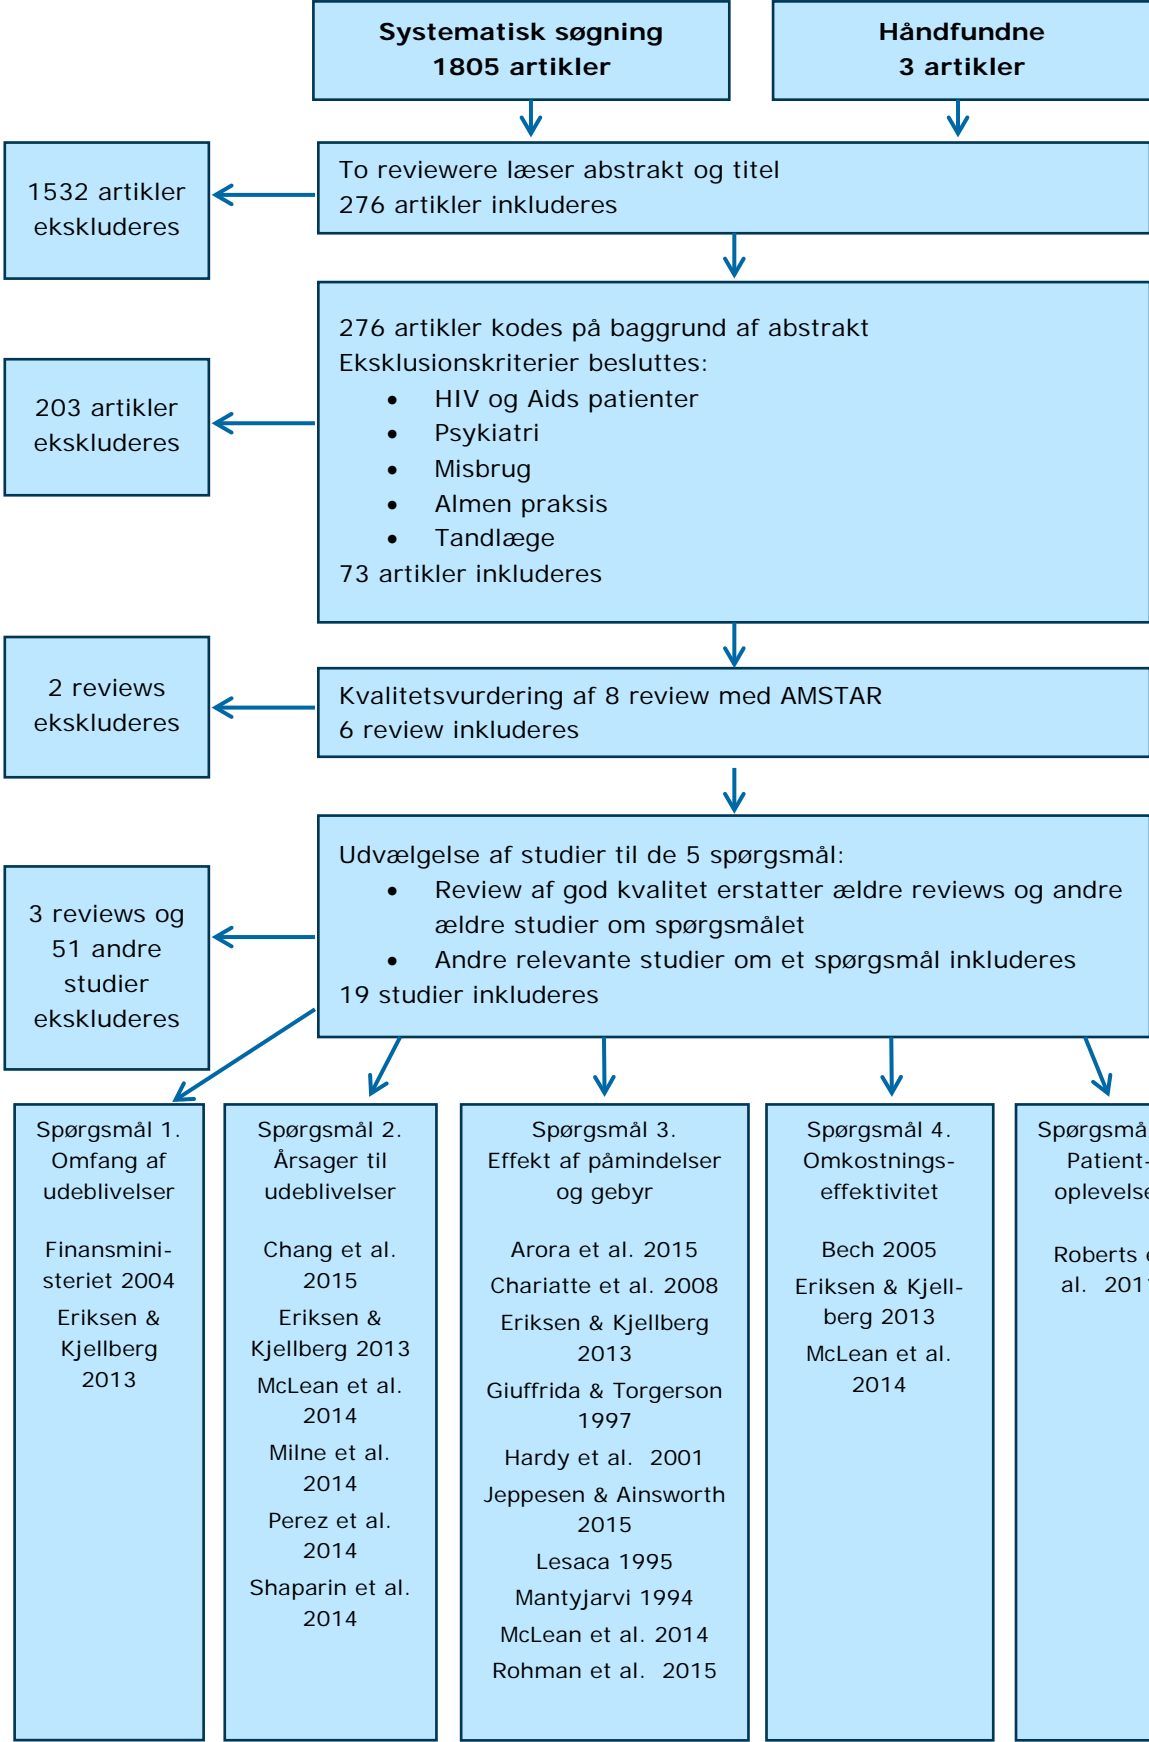 Systematisk søgning
1805 artikler
Håndfundne
3 artikler
To reviewere læser abstrakt og titel
276 artikler inkluderes
1532 artikler
ekskluderes
276 artikler kodes på baggrund af abstrakt
Eksklusionskriterier besluttes:
• HIV og Aids patienter
• Psykiatri
• Misbrug
• Almen praksis
• Tandlæge
73 artikler inkluderes
203 artikler
ekskluderes
Kvalitetsvurdering af 8 review med AMSTAR
6 review inkluderes
2 reviews
ekskluderes
Udvælgelse af studier til de 5 spørgsmål:
• Review af god kvalitet erstatter ældre reviews og andre
ældre studier om spørgsmålet
• Andre relevante studier om et spørgsmål inkluderes
19 studier inkluderes
3 reviews og
51 andre
studier
ekskluderes
Spørgsmål 1.
Omfang af
udeblivelser
Finansmini-
steriet 2004
Eriksen &
Kjellberg
2013
Spørgsmål 2.
Årsager til
udeblivelser
Chang et al.
2015
Eriksen &
Kjellberg 2013
McLean et al.
2014
Milne et al.
2014
Perez et al.
2014
Shaparin et al.
2014
Spørgsmål 3.
Effekt af påmindelser
og gebyr
Arora et al. 2015
Chariatte et al. 2008
Eriksen & Kjellberg
2013
Giuffrida & Torgerson
1997
Hardy et al. 2001
Jeppesen & Ainsworth
2015
Lesaca 1995
Mantyjarvi 1994
McLean et al. 2014
Rohman et al. 2015
Spørgsmål 4.
Omkostnings-
effektivitet
Bech 2005
Eriksen & Kjell-
berg 2013
McLean et al.
2014
Patient-
Roberts
al.